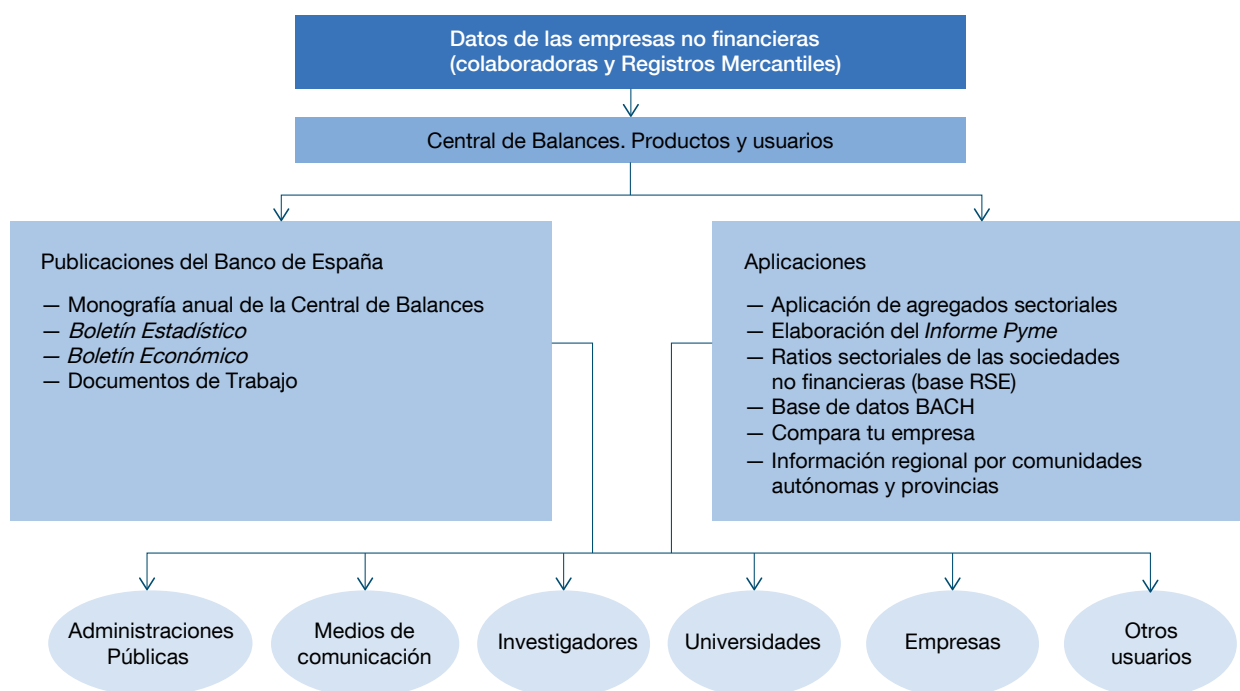 Datos de las empresas no financieras
(colaboradoras y Registros Mercantiles)
Central de Balances. Productos y usuarios
Publicaciones del Banco de España
— Monografía anual de la Central de Balances
— Boletín Estadístico
— Boletín Económico
— Documentos de Trabajo
Aplicaciones
— Aplicación de agregados sectoriales
— Elaboración del Informe Pyme
— Ratios sectoriales de las sociedades
no financieras (base RSE)
— Base de datos BACH
— Compara tu empresa
— Información regional por comunidades
autónomas y provincias
Administraciones
Públicas
Medios de
comunicación
Investigadores
Universidades
Empresas
Otros
usuarios